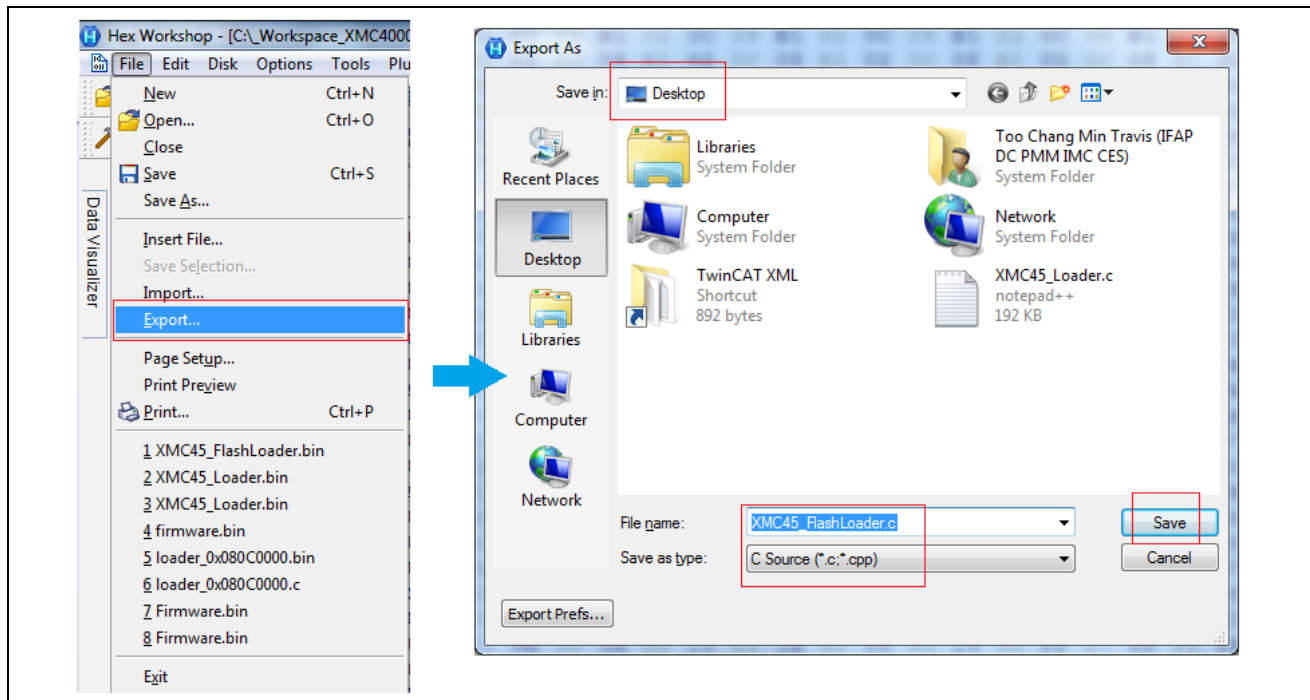 Hex Workshop - [C:\_Workspace_XMC4000
File Edit Disk Options Tools Plu
New Ctrl+N
Open... Ctrl+O
Close
Save Ctrl+S
Save As...
Insert File...
Save Selection...
Import...
Export...
Page Setup...
Print Preview
Print... Ctrl+P
1 XMC45_FlashLoader.bin
2 XMC45_Loader.bin
3 XMC45_Loader.bin
4 firmware.bin
5 loader_0x080C0000.bin
6 loader_0x080C0000.c
7 Firmware.bin
8 Firmware.bin
Exit
Data Visualizer
Export As
Save in: Desktop
Recent Places
Desktop
Libraries
Computer
Network
Libraries
System Folder
Too Chang Min Travis (IFAP
DC PMM IMC CES)
System Folder
Computer
System Folder
Network
System Folder
TwinCAT XML
Shortcut
892 bytes
XMC45_Loader.c
notepad++
192 KB
File name: XMC45_FlashLoader.c Save
Save as type: C Source (*.c;*.cpp) Cancel
Export Prefs...